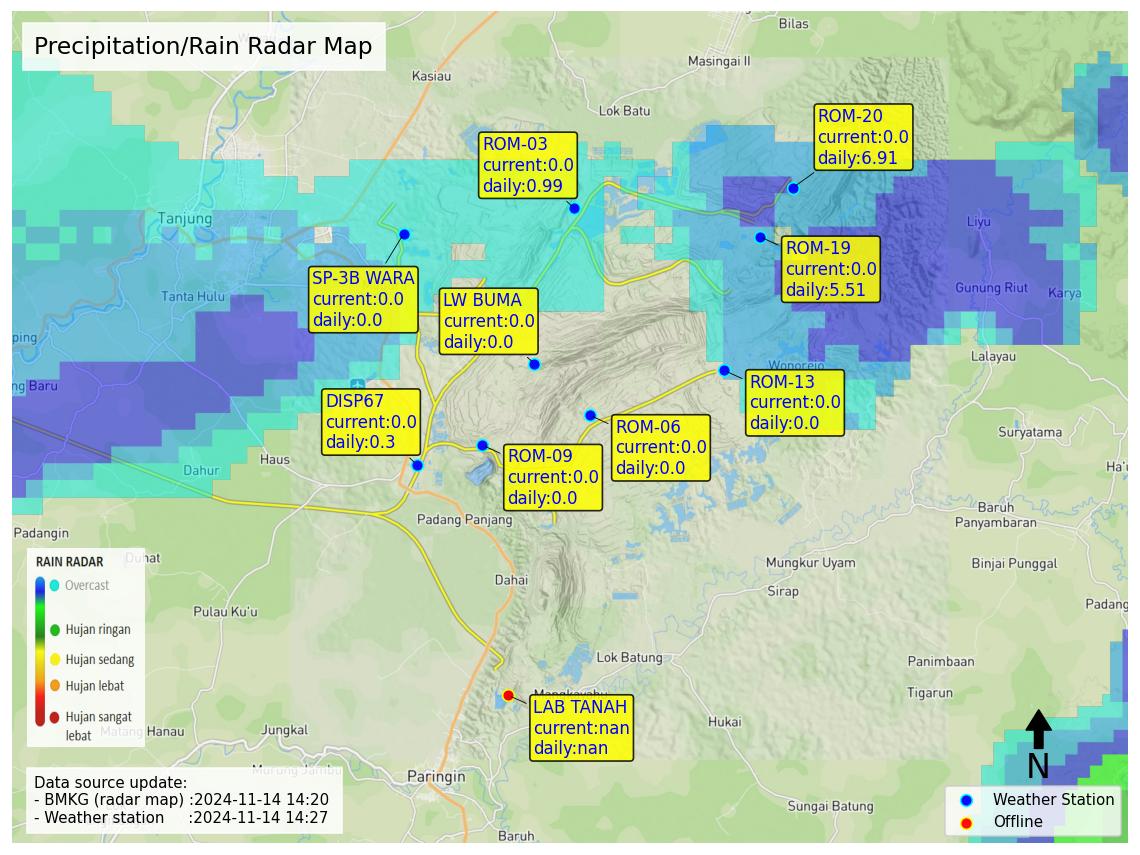 Precipitation/Rain Radar Map
Bilas
Masingai II
Kasiau
Lok Batu
ROM-20
current:0.0
daily:6.91
ROM-03
current:0.0
daily:0.99
Tanjung
Liyu
ROM-19
current:0.0
daily:5.51
SP-3B WARA
current:0.0
daily:0.0
Tanta Hulu
LW BUMA
current:0.0
daily:0.0
Gunung Riut
Karya
ping
Lalayau
Wonorejo
ng Baru
ROM-13
current:0.0
daily:0.0
DISP67
current:0.0
daily:0.3
ROM-06
current:0.0
daily:0.0
Suryatama
ROM-09
current:0.0
daily:0.0
Haus
Dahur
Ha'u
Baruh
Panyambaran
Padang Panjang
Padangin
Duhat
Mungkur Uyam
Binjai Punggal
RAIN RADAR
Overcast
Hujan ringan
Hujan sedang
Hujan lebat
Hujan sangat
lebat
Dahai
Sirap
Padang
Pulau Ku'u
Lok Batung
Panimbaan
Tigarun
Mangkayahu
LAB TANAH
current:nan
daily:nan
Hukai
Matang Hanau
Jungkal
Murung Jambu
Paringin
N
Data source update:
- BMKG (radar map) :2024-11-14 14:20
- Weather station :2024-11-14 14:27
Sungai Batung
Weather Station
Offline
Baruh